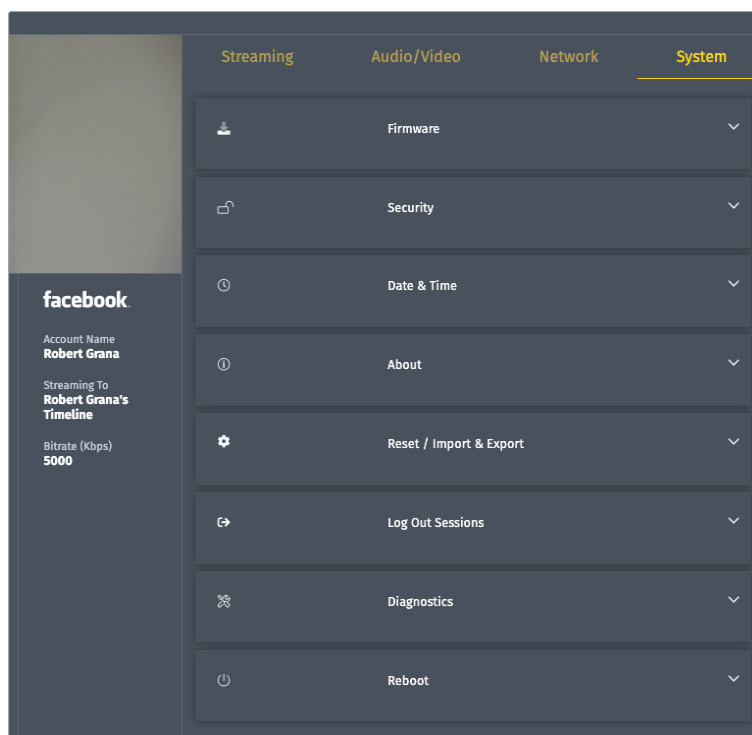 Streaming
Audio/Video
Network
System
Firmware
Security
Date & Time
About
Reset / Import & Export
Log Out Sessions
Diagnostics
Reboot
facebook.
Account Name
Robert Grana
Streaming To
Robert Grana's
Timeline
Bitrate (Kbps)
5000